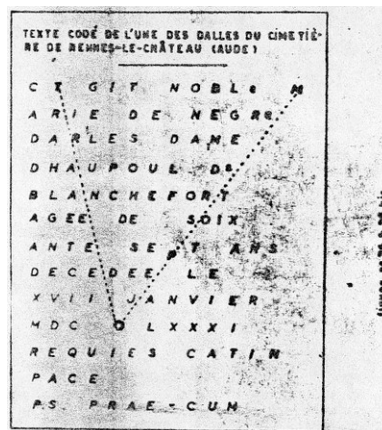 TEXTE CODÉ DE L'UNE DES DALLES DU CIMETIÈ-
RE DE RENNES-LE-CHÂTEAU (AUDE)
CT GIT NOBLe M
ARIE DE NEGRe
DARLES DAME
DHAUPOUL De
BLANCHEFORT
AGEE DE SOIX
ANTE SEpT ANS
DECEDEE LE
XVII JANVIER
MDCOLXXXI
REQUIES CATIN
PACE
PS PRAE-CUM